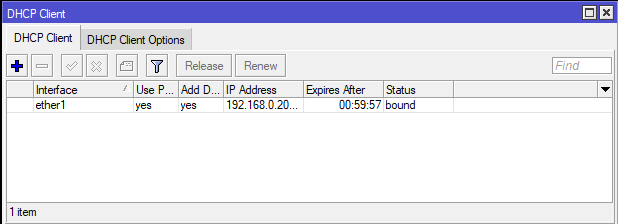 DHCP Client
DHCP Client DHCP Client Options
Release Renew Find
Interface Use P... Add D... IP Address Expires After Status
ether1 yes yes 192.168.0.20... 00:59:57 bound
1 item